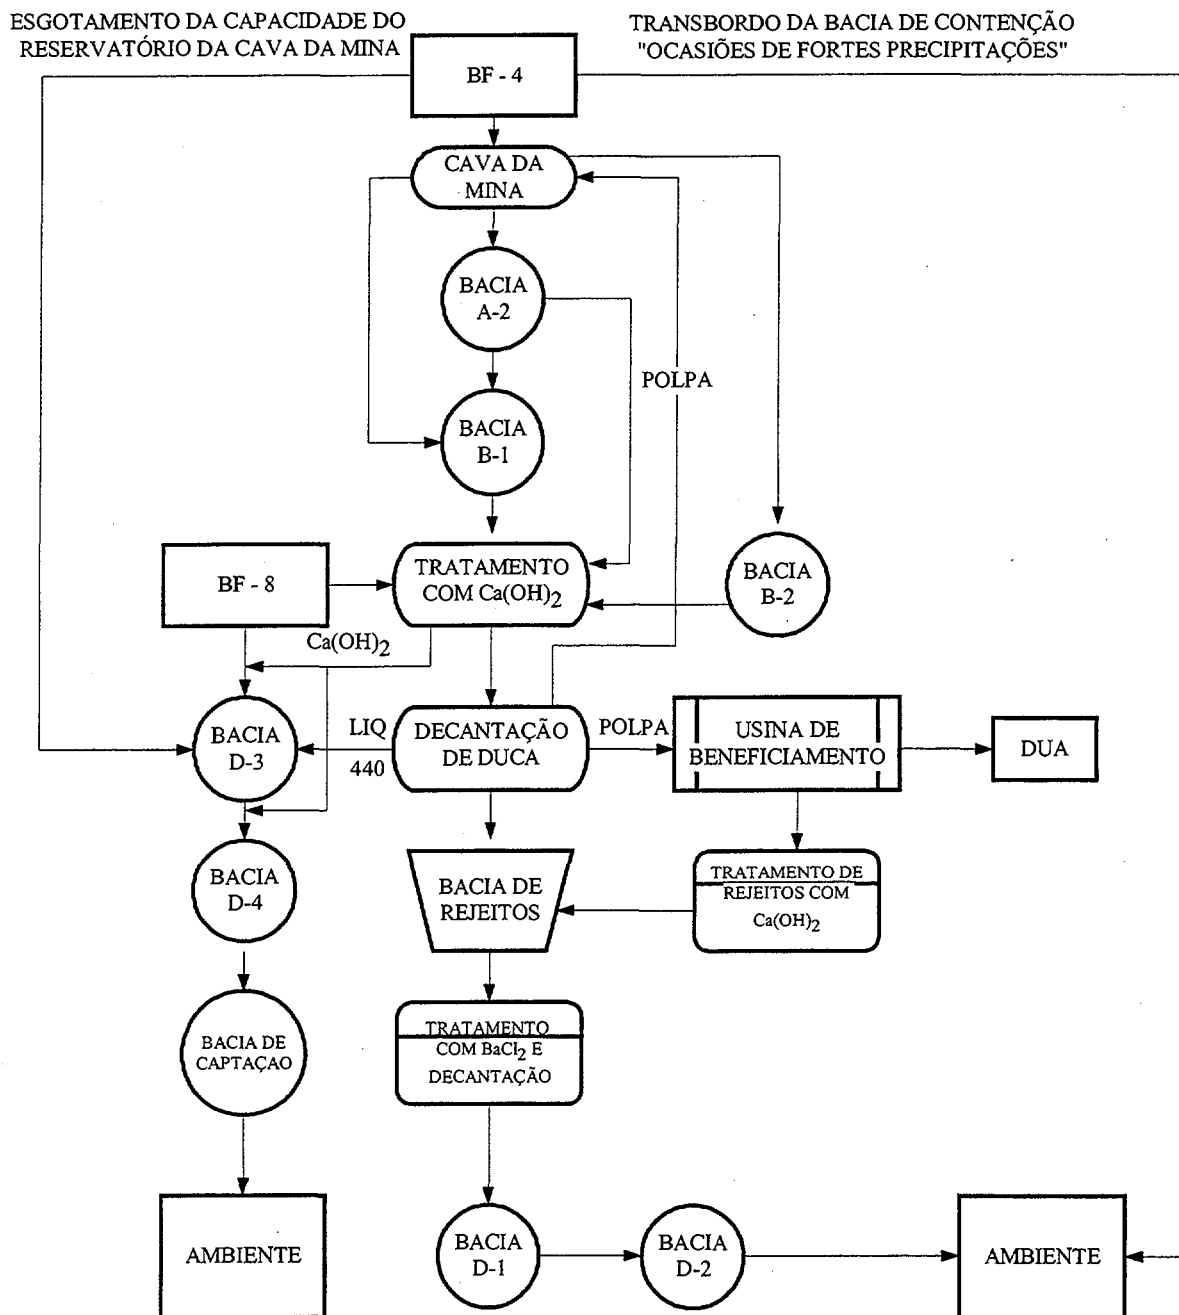 ESGOTAMENTO DA CAPACIDADE DO
RESERVATÓRIO DA CAVA DA MINA
TRANSBORDO DA BACIA DE CONTENÇÃO
"OCASIÕES DE FORTES PRECIPITAÇÕES"
BF - 4
CAVA DA
MINA
BACIA
A-2
POLPA
BACIA
B-1
BF - 8
TRATAMENTO
COM Ca(OH)2
BACIA
B-2
Ca(OH)2
BACIA
D-3
LIQ
440
DECANTAÇÃO
DE DUCA
POLPA
USINA DE
BENEFICIAMENTO
DUA
BACIA
D-4
BACIA DE
REJEITOS
TRATAMENTO DE
REJEITOS COM
Ca(OH)2
BACIA DE
CAPTAÇAO
TRATAMENTO
COM BaCl2 E
DECANTAÇÃO
AMBIENTE
BACIA
D-1
BACIA
D-2
AMBIENTE